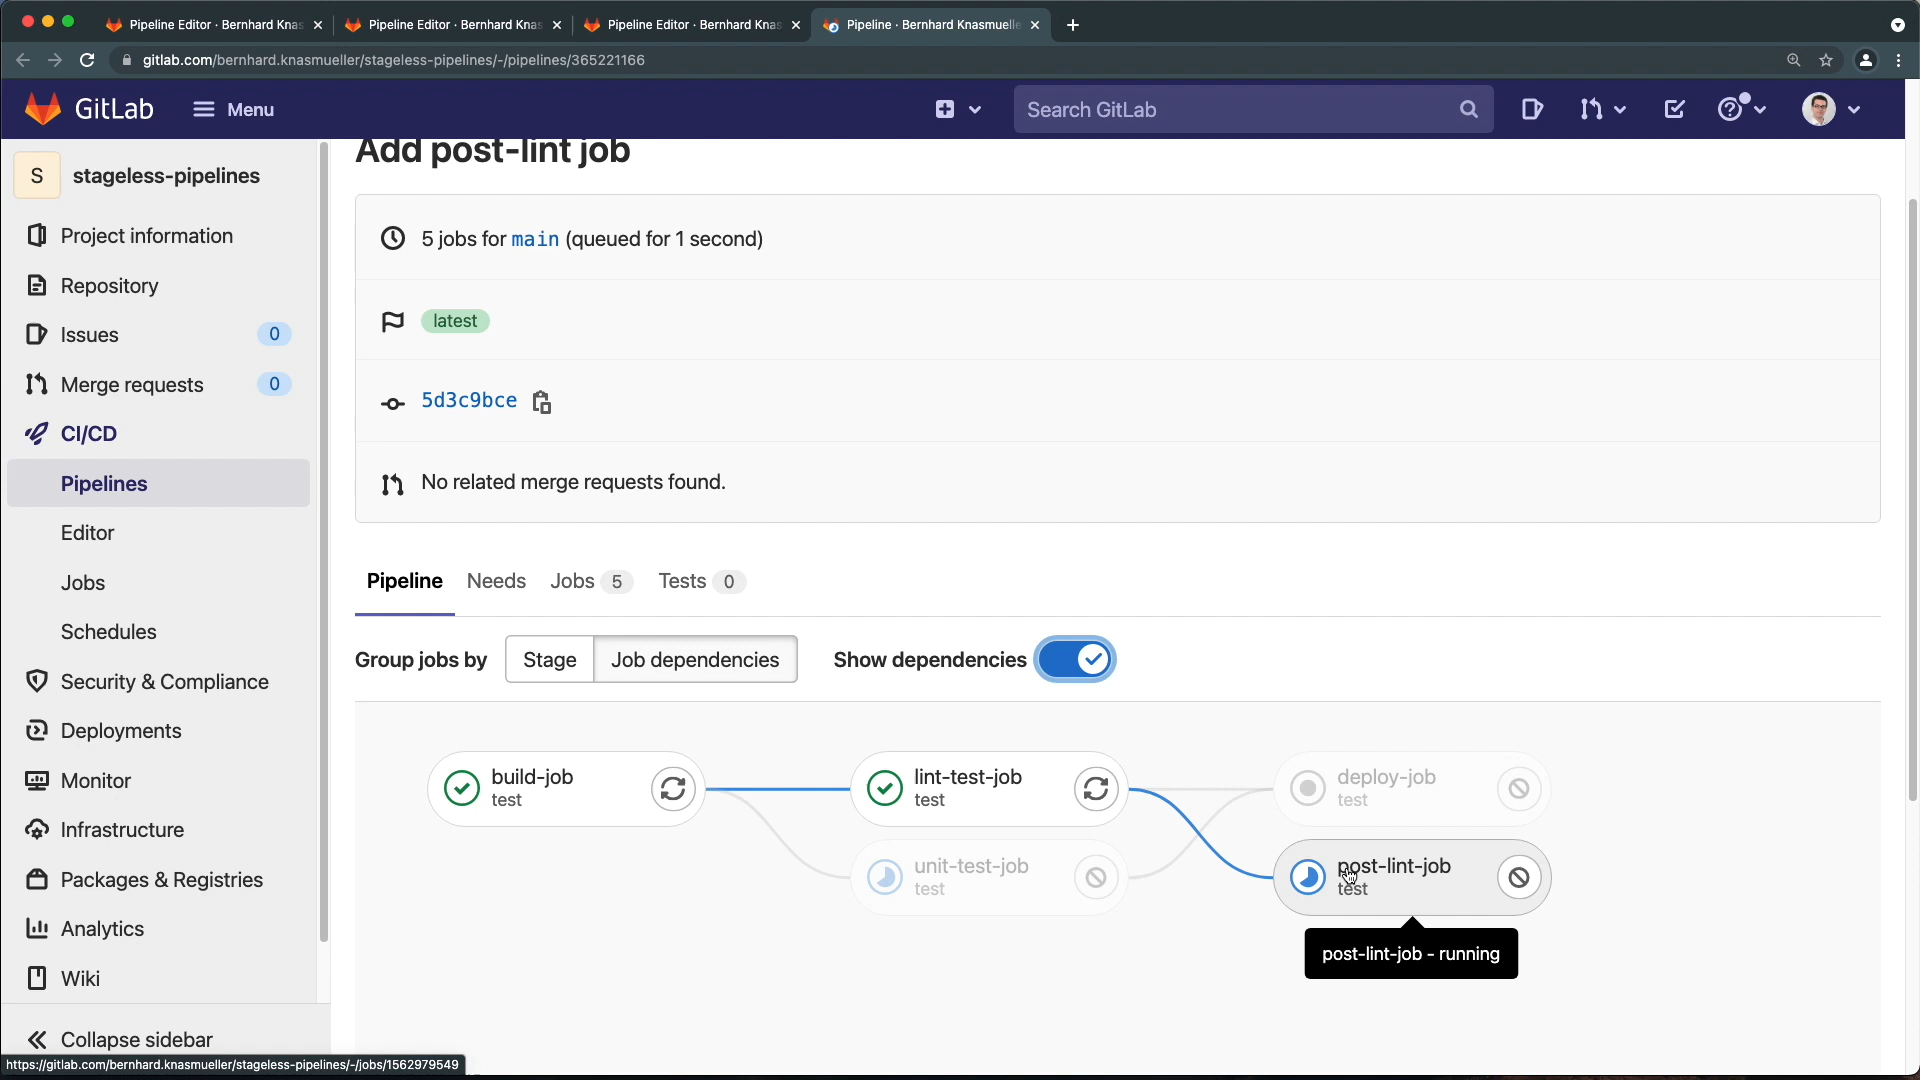 Pipeline Editor · Bernhard Knas
Pipeline Editor · Bernhard Knas
Pipeline Editor · Bernhard Knas
Pipeline · Bernhard Knasmuelle
gitlab.com/bernhard.knasmueller/stageless-pipelines/-/pipelines/365221166
GitLab
Menu
Search GitLab
S
stageless-pipelines
Project information
Repository
Issues 0
Merge requests 0
CI/CD
Pipelines
Editor
Jobs
Schedules
Security & Compliance
Deployments
Monitor
Infrastructure
Packages & Registries
Analytics
Wiki
Collapse sidebar
https://gitlab.com/bernhard.knasmueller/stageless-pipelines/-/jobs/1562979549
Add post-lint job
5 jobs for main (queued for 1 second)
latest
5d3c9bce
No related merge requests found.
Pipeline Needs Jobs 5 Tests 0
Group jobs by Stage Job dependencies Show dependencies
build-job
test
lint-test-job
test
deploy-job
test
unit-test-job
test
post-lint-job
test
post-lint-job - running